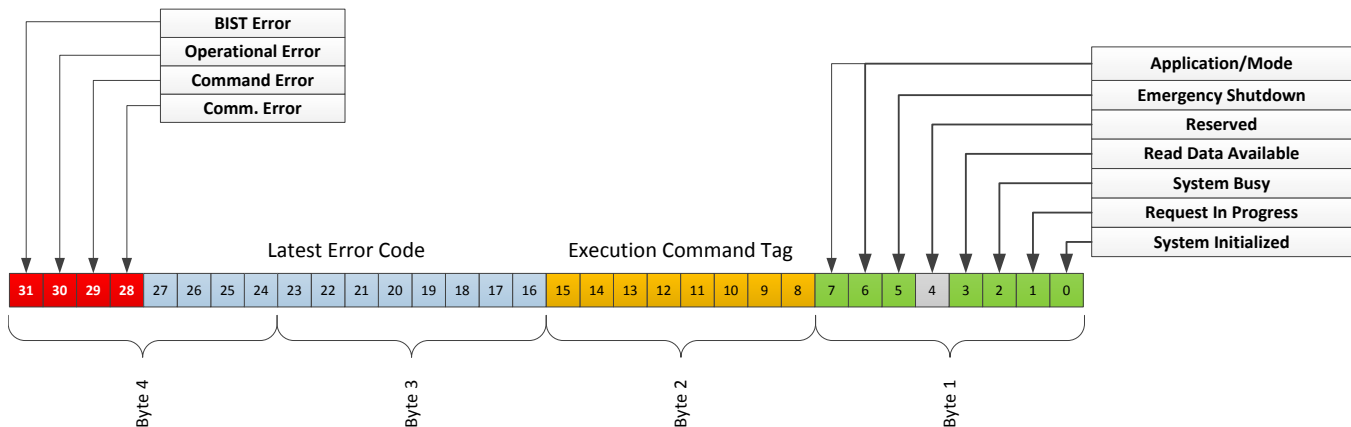 BIST Error
Operational Error
Command Error
Comm. Error
Application/Mode
Emergency Shutdown
Reserved
Read Data Available
System Busy
Request In Progress
System Initialized
Latest Error Code
Execution Command Tag
31 30 29 28 27 26 25 24 23 22 21 20 19 18 17 16 15 14 13 12 11 10 9 8 7 6 5 4 3 2 1 0
Byte 4
Byte 3
Byte 2
Byte 1